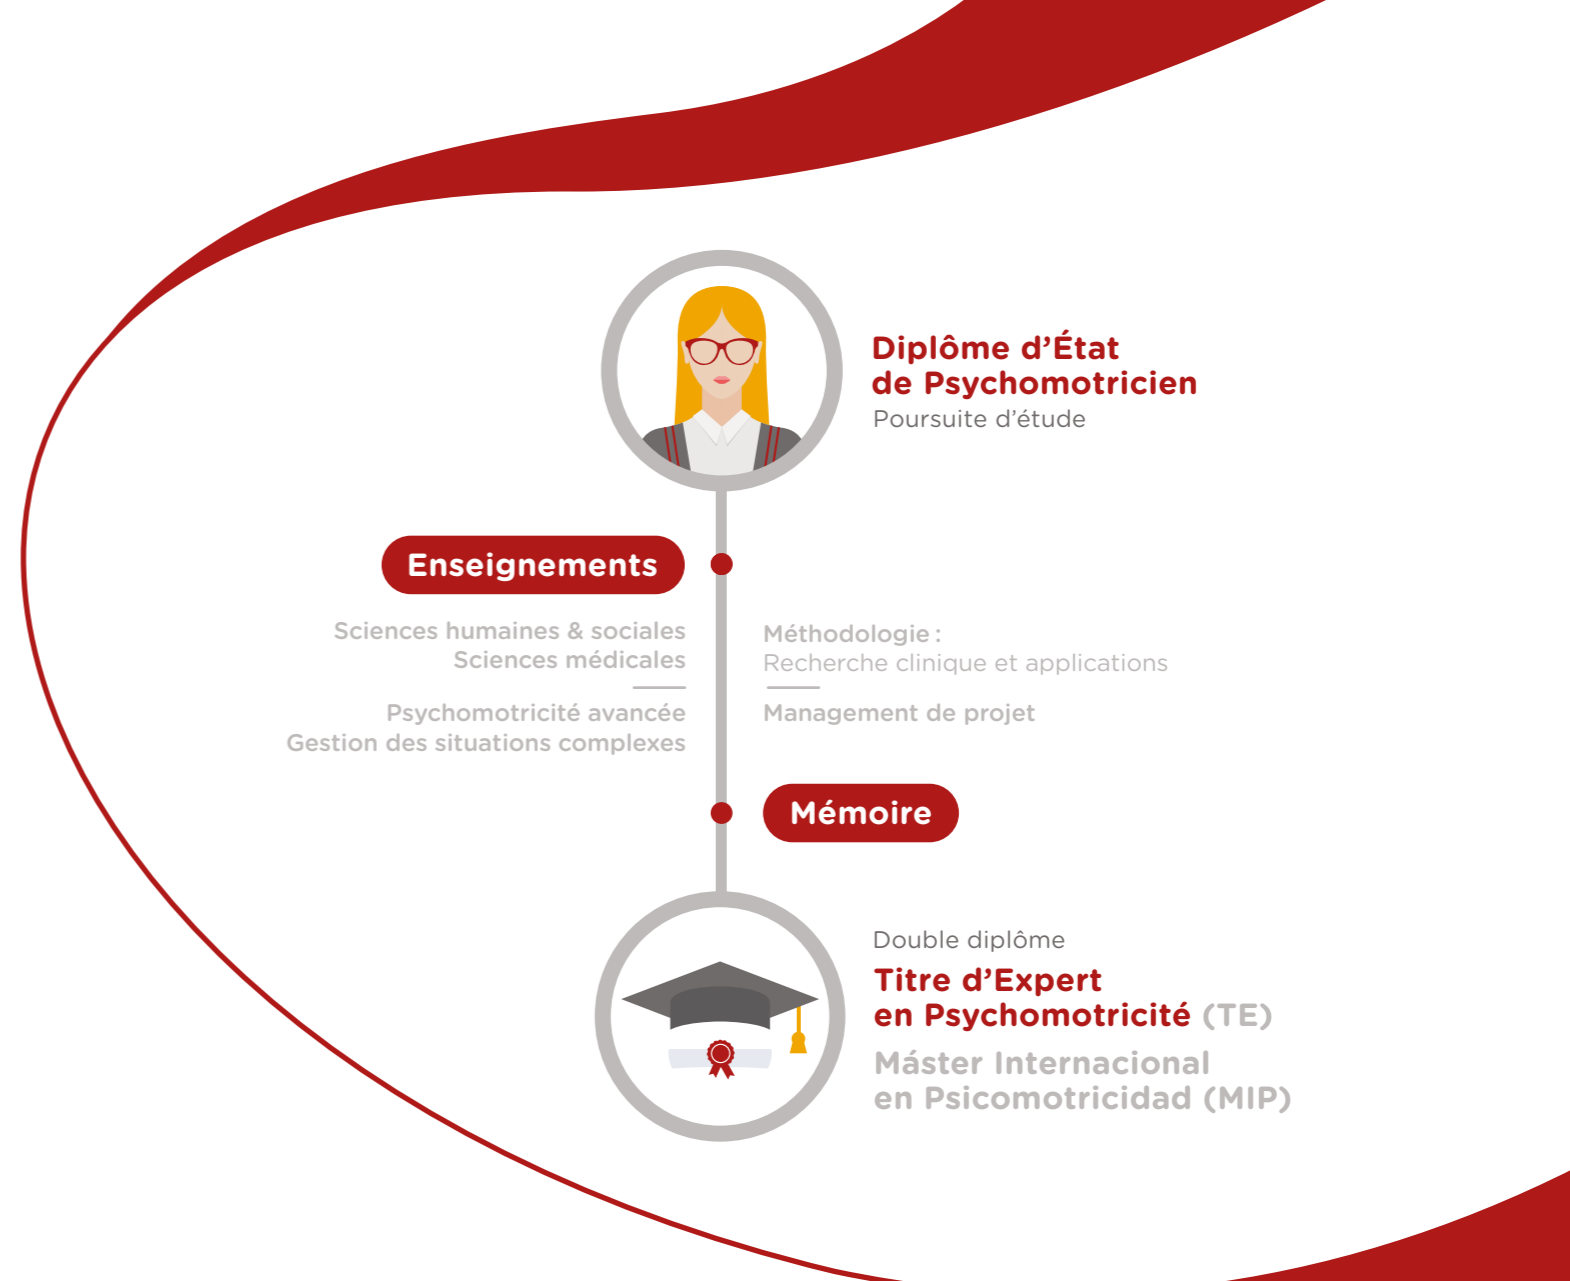 Diplôme d’État
de Psychomotricien
Poursuite d’étude
Enseignements
Sciences humaines & sociales
Sciences médicales
Psychomotricité avancée
Gestion des situations complexes
Méthodologie :
Recherche clinique et applications
Management de projet
Mémoire
Double diplôme
Titre d’Expert
en Psychomotricité (TE)
Máster Internacional
en Psicomotricidad (MIP)